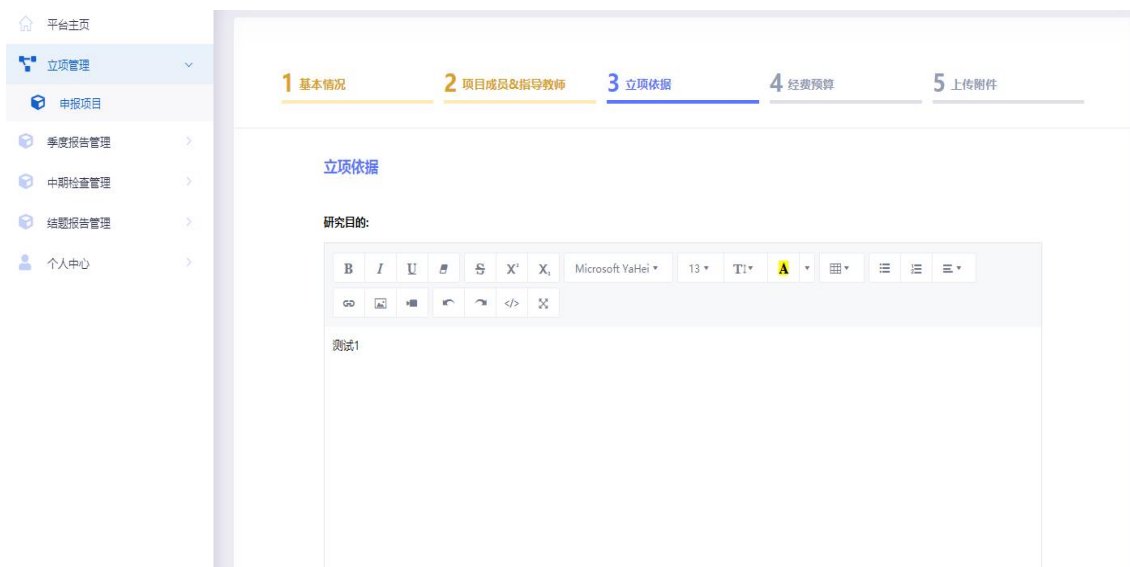 平台主页
立项管理
申报项目
季度报告管理
中期检查管理
结题报告管理
个人中心
1 基本情况
2 项目成员&指导教师
3 立项依据
4 经费预算
5 上传附件
立项依据
研究目的:
B I U S X² X₂ Microsoft YaHei 13 TI A
</>
测试1